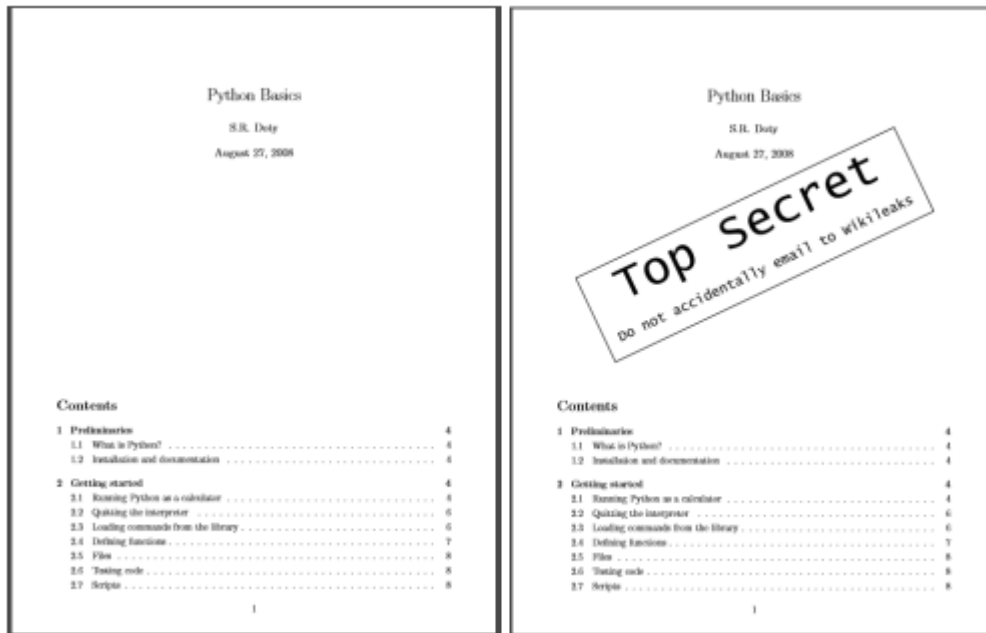 Python Basics
S.R. Doty
August 27, 2008
Contents
1 Preliminaries 4
1.1 What is Python? . . . . . . . . . . . . . . . . . . . . 4
1.2 Installation and documentation . . . . . . . . . . . . . . . . . . . . 4
2 Getting started 4
2.1 Running Python as a calculator . . . . . . . . . . . . . . . . . . . . 4
2.2 Quitting the interpreter . . . . . . . . . . . . . . . . . . . . 6
2.3 Loading commands from the library . . . . . . . . . . . . . . . . . . . . 6
2.4 Defining functions . . . . . . . . . . . . . . . . . . . . 7
2.5 Files . . . . . . . . . . . . . . . . . . . . 8
2.6 Testing code . . . . . . . . . . . . . . . . . . . . 8
2.7 Scripts . . . . . . . . . . . . . . . . . . . . 8
1
Python Basics
S.R. Doty
August 27, 2008
Top Secret
Do not accidentally email to Wikileaks
Contents
1 Preliminaries 4
1.1 What is Python? . . . . . . . . . . . . . . . . . . . . 4
1.2 Installation and documentation . . . . . . . . . . . . . . . . . . . . 4
2 Getting started 4
2.1 Running Python as a calculator . . . . . . . . . . . . . . . . . . . . 4
2.2 Quitting the interpreter . . . . . . . . . . . . . . . . . . . . 6
2.3 Loading commands from the library . . . . . . . . . . . . . . . . . . . . 6
2.4 Defining functions . . . . . . . . . . . . . . . . . . . . 7
2.5 Files . . . . . . . . . . . . . . . . . . . . 8
2.6 Testing code . . . . . . . . . . . . . . . . . . . . 8
2.7 Scripts . . . . . . . . . . . . . . . . . . . . 8
1